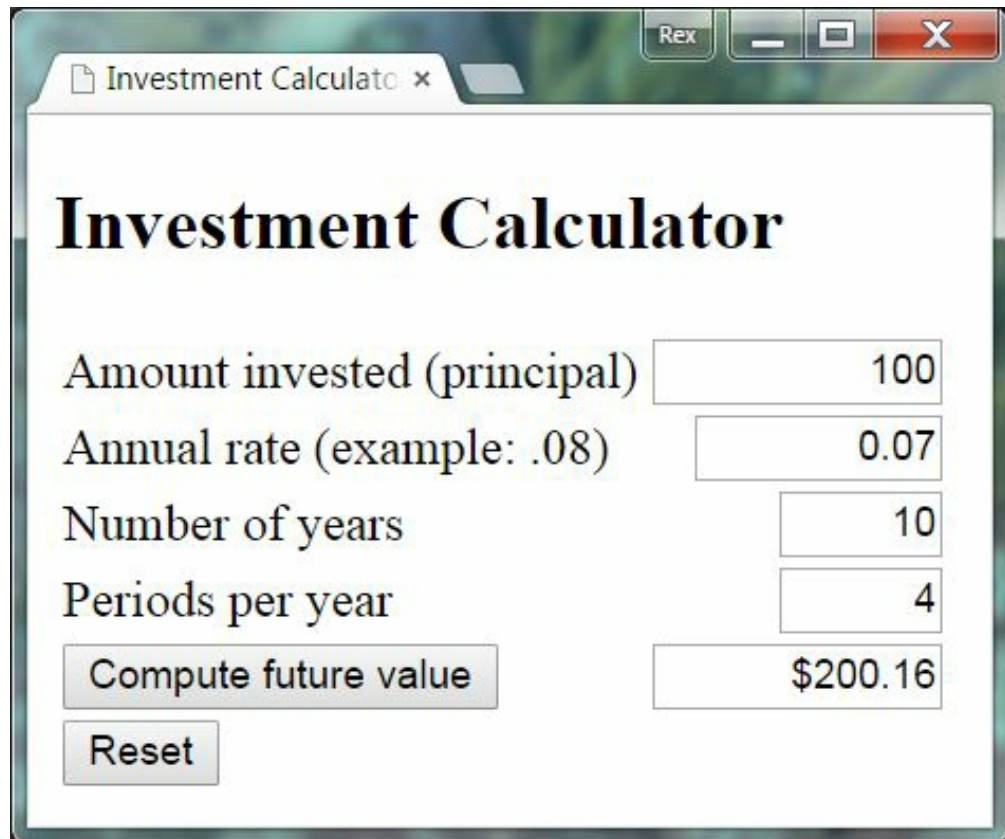 Rex
Investment Calculato
Investment Calculator
Amount invested (principal) 100
Annual rate (example: .08) 0.07
Number of years 10
Periods per year 4
Compute future value $200.16
Reset